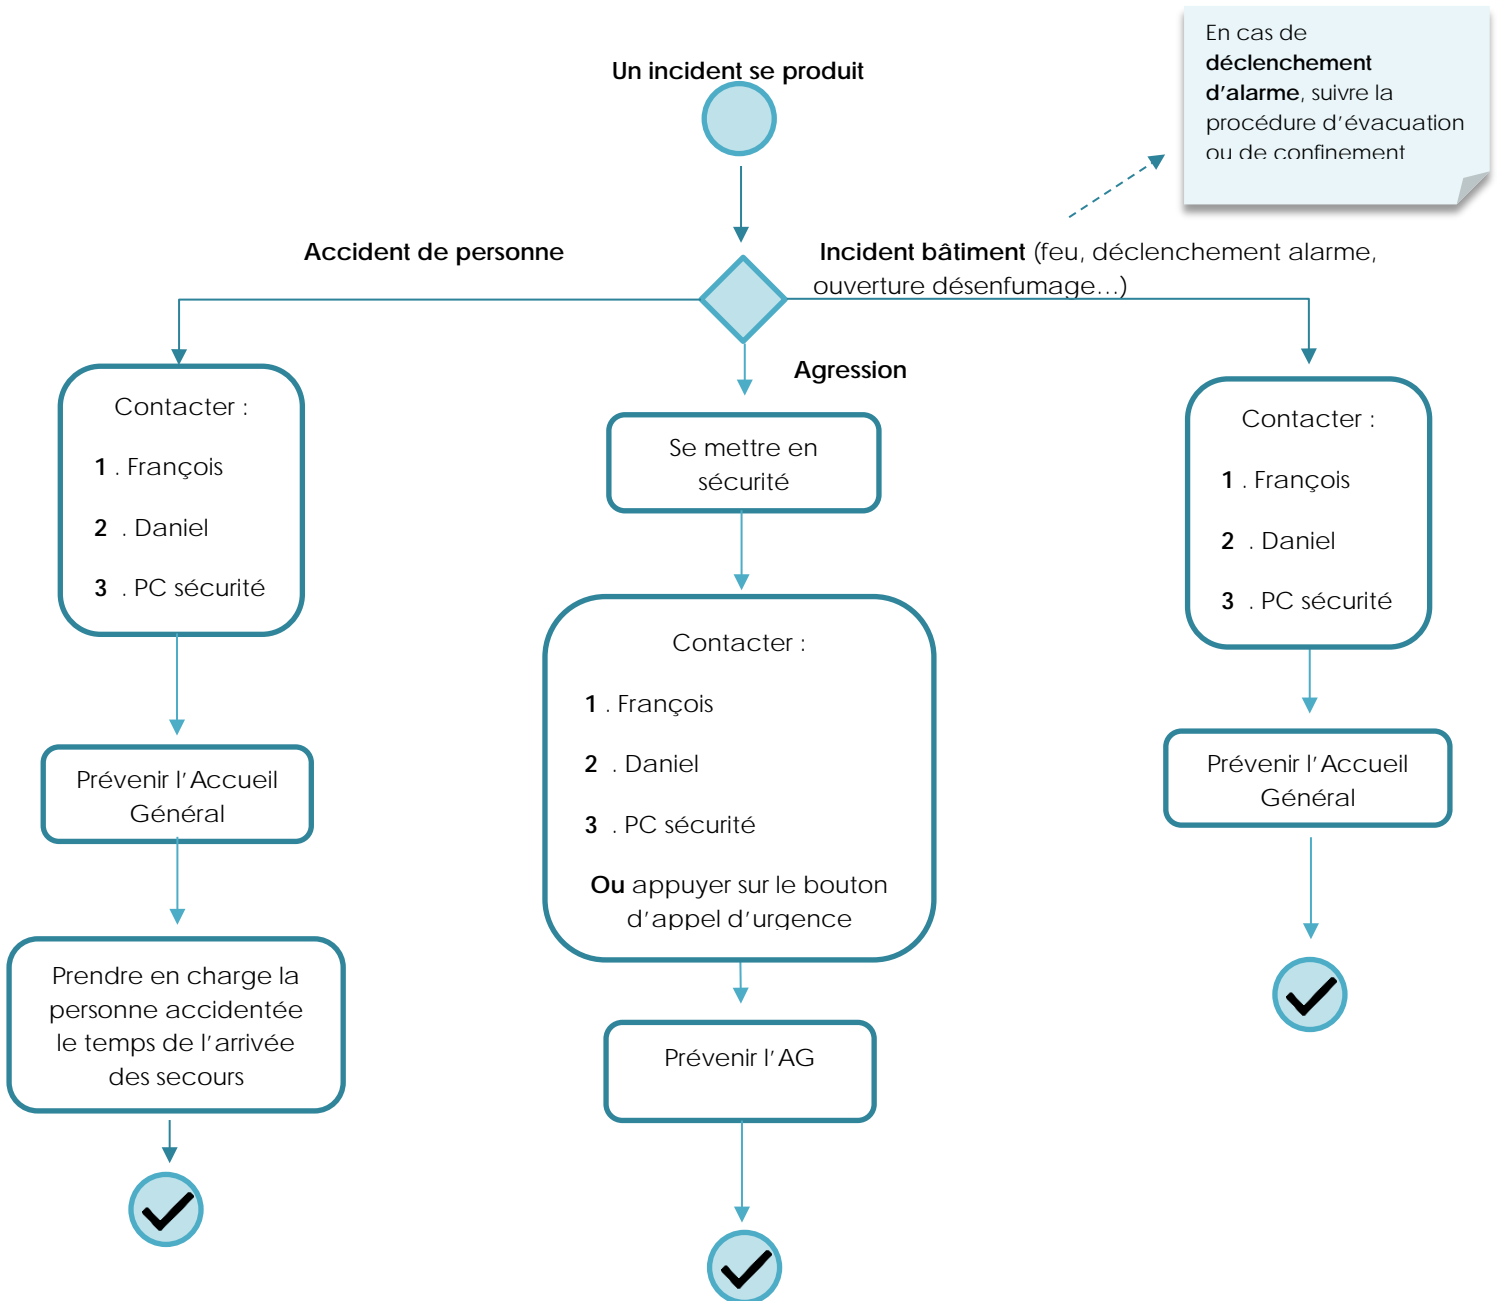 En cas de
déclenchement
d'alarme, suivre la
procédure d'évacuation
ou de confinement
Un incident se produit
Accident de personne
Incident bâtiment (feu, déclenchement alarme,
ouverture désenfumage…)
Agression
Contacter :
1 . François
2 . Daniel
3 . PC sécurité
Prévenir l'Accueil
Général
Prendre en charge la
personne accidentée
le temps de l'arrivée
des secours
Se mettre en
sécurité
Contacter :
1 . François
2 . Daniel
3 . PC sécurité
Ou appuyer sur le bouton
d'appel d'urgence
Prévenir l'AG
Contacter :
1 . François
2 . Daniel
3 . PC sécurité
Prévenir l'Accueil
Général